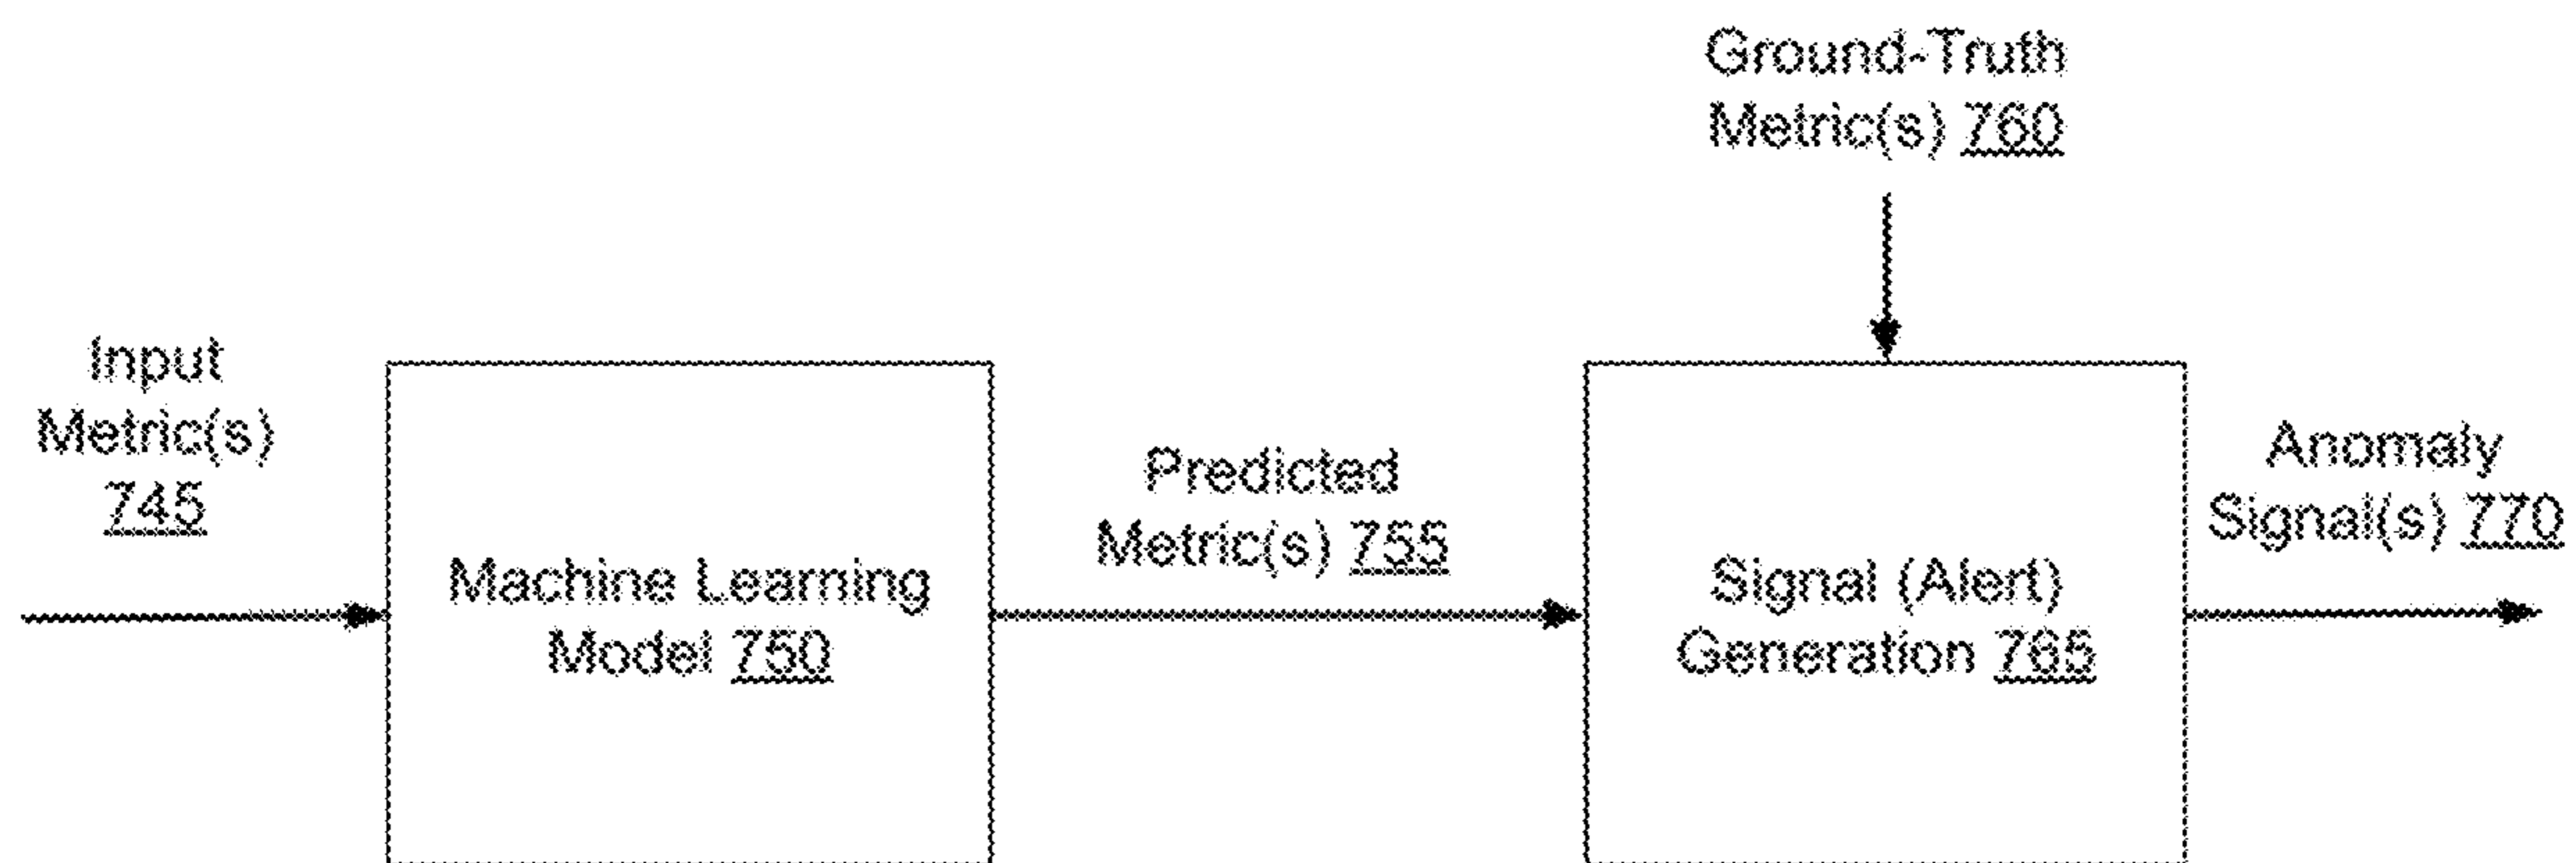 Ground-Truth
Metric(s) 760
Input
Metric(s)
745
Machine Learning
Model 750
Predicted
Metric(s) 755
Signal (Alert)
Generation 765
Anomaly
Signal(s) 770